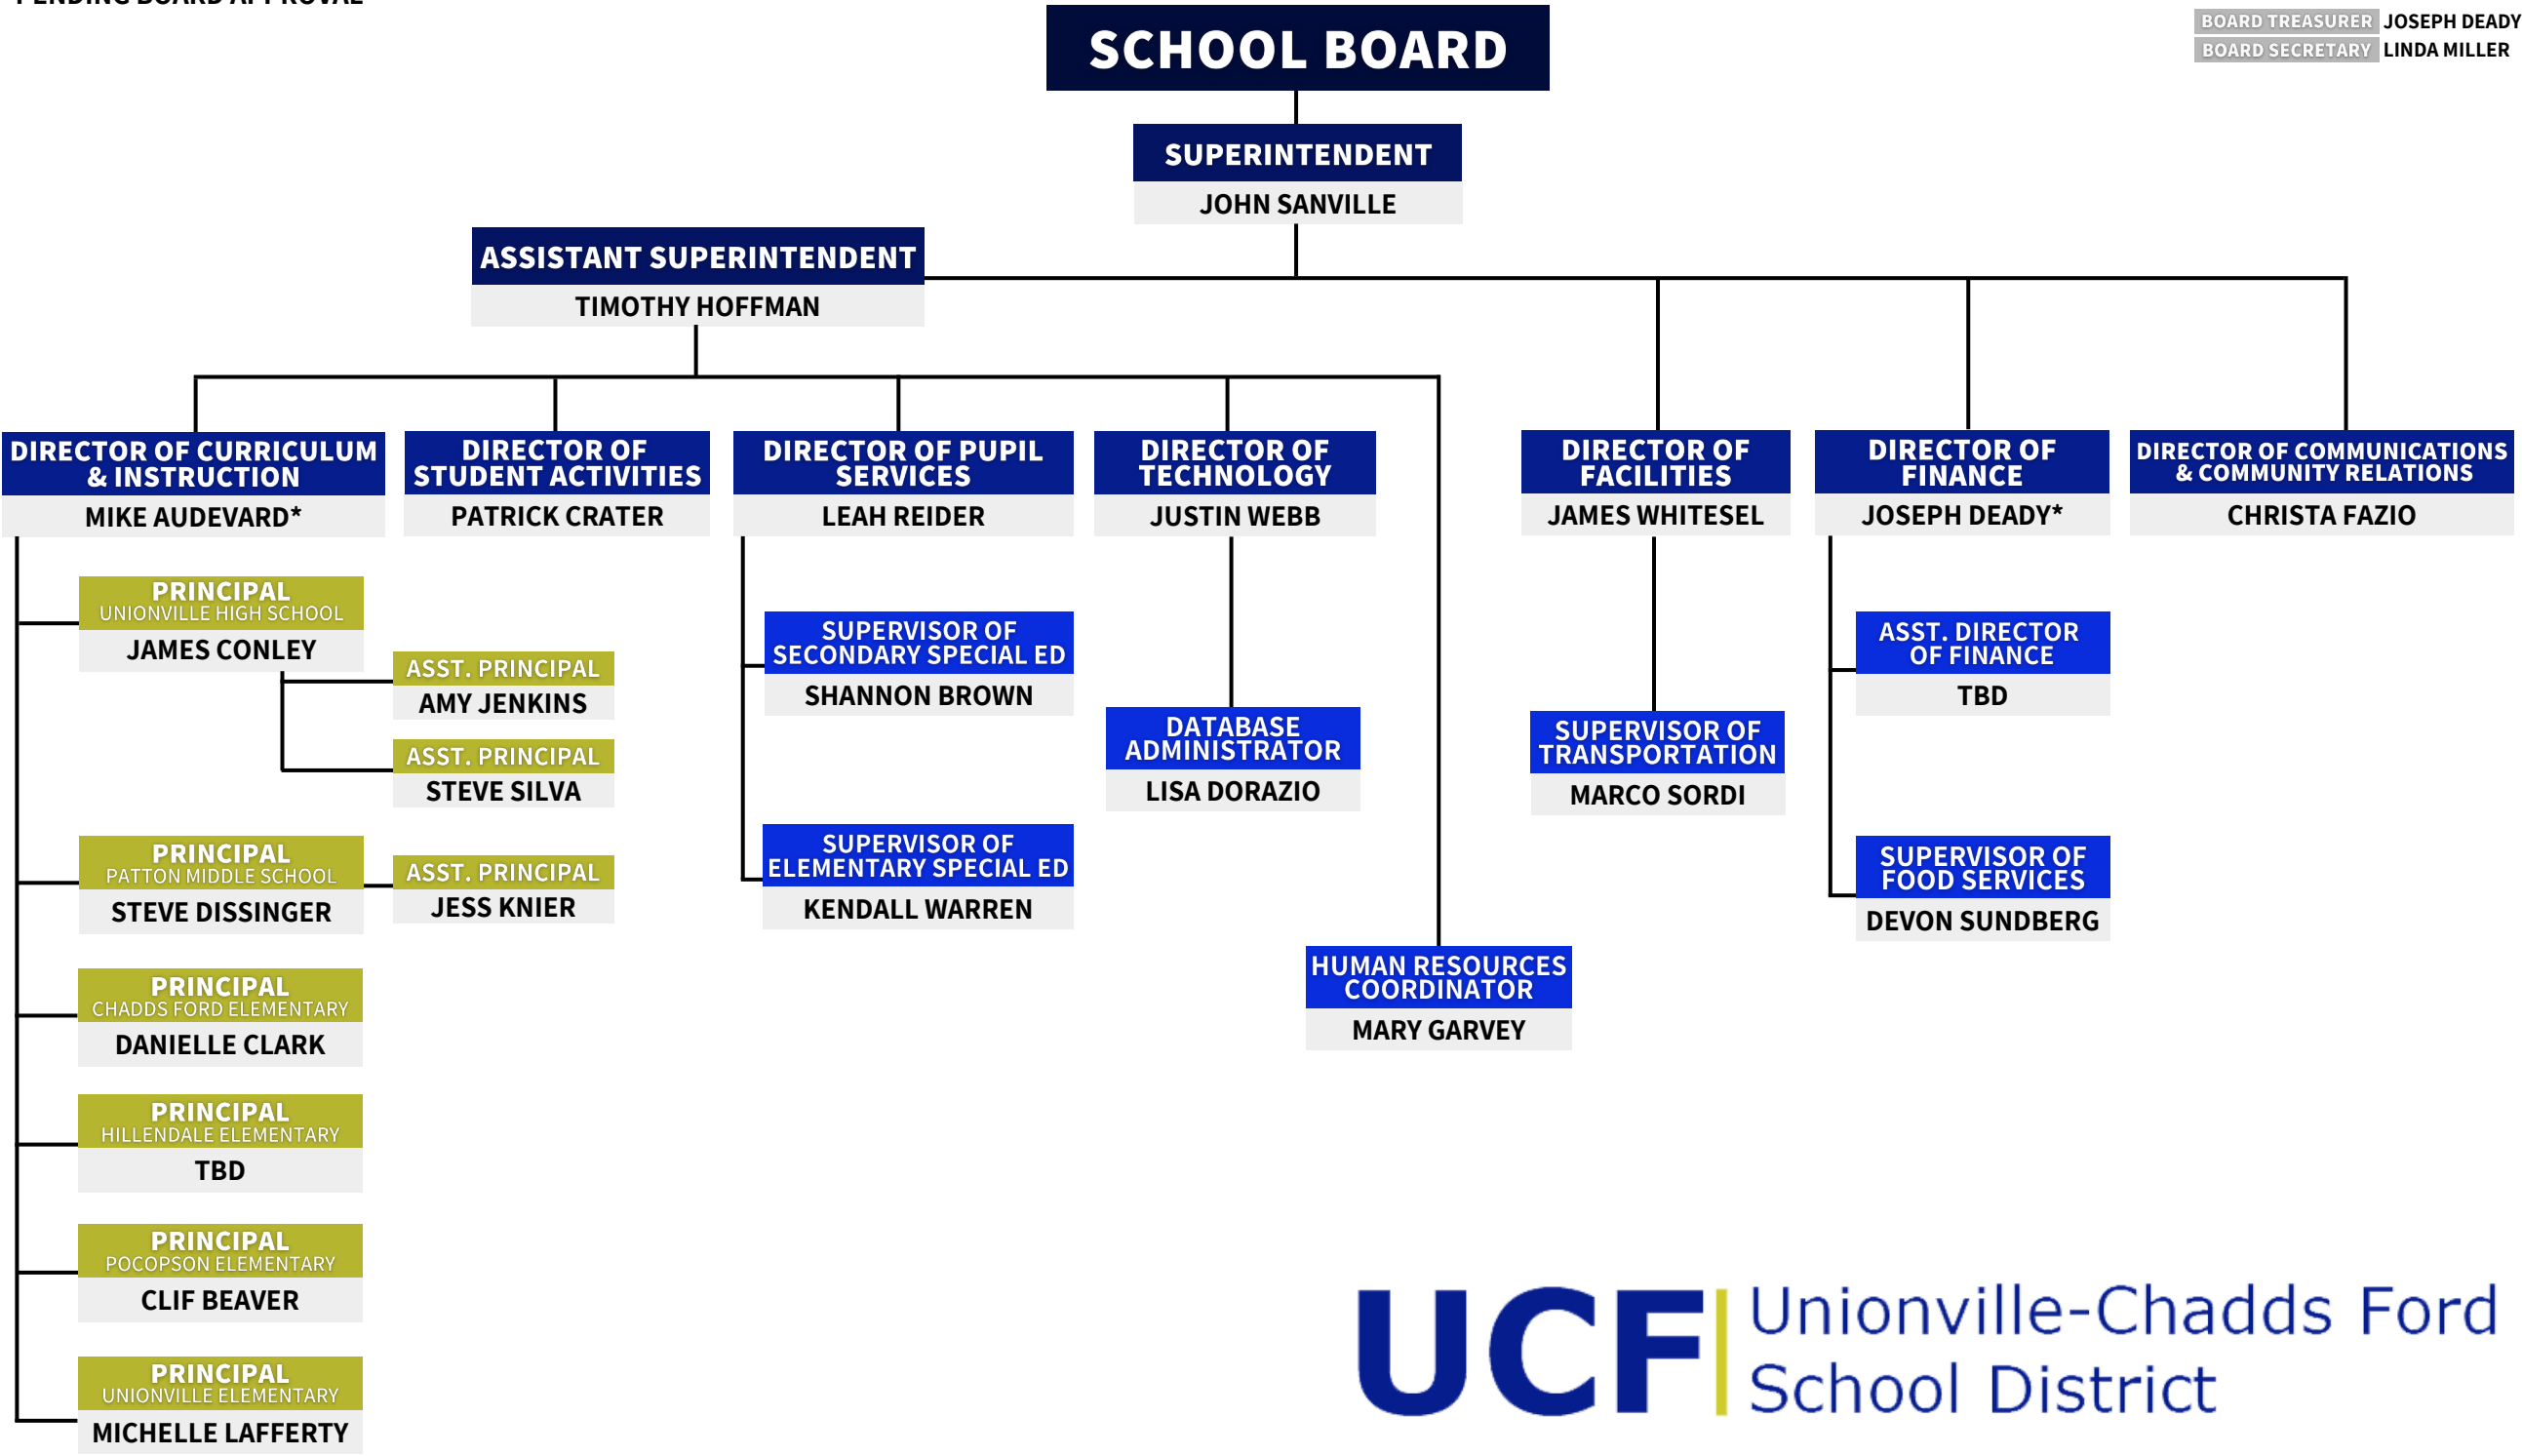 PENDING BOARD APPROVAL
SCHOOL BOARD
BOARD TREASURER JOSEPH DEADY
BOARD SECRETARY LINDA MILLER
SUPERINTENDENT
JOHN SANVILLE
ASSISTANT SUPERINTENDENT
TIMOTHY HOFFMAN
DIRECTOR OF CURRICULUM
& INSTRUCTION
MIKE AUDEVARD*
DIRECTOR OF
STUDENT ACTIVITIES
PATRICK CRATER
DIRECTOR OF PUPIL
SERVICES
LEAH REIDER
DIRECTOR OF
TECHNOLOGY
JUSTIN WEBB
DIRECTOR OF
FACILITIES
JAMES WHITESEL
DIRECTOR OF
FINANCE
JOSEPH DEADY*
DIRECTOR OF COMMUNICATIONS
& COMMUNITY RELATIONS
CHRISTA FAZIO
PRINCIPAL
UNIONVILLE HIGH SCHOOL
JAMES CONLEY
ASST. PRINCIPAL
AMY JENKINS
ASST. PRINCIPAL
STEVE SILVA
PRINCIPAL
PATTON MIDDLE SCHOOL
STEVE DISSINGER
ASST. PRINCIPAL
JESS KNIER
PRINCIPAL
CHADDS FORD ELEMENTARY
DANIELLE CLARK
PRINCIPAL
HILLENDALE ELEMENTARY
TBD
PRINCIPAL
POCOPSON ELEMENTARY
CLIF BEAVER
PRINCIPAL
UNIONVILLE ELEMENTARY
MICHELLE LAFFERTY
SUPERVISOR OF
SECONDARY SPECIAL ED
SHANNON BROWN
SUPERVISOR OF
ELEMENTARY SPECIAL ED
KENDALL WARREN
DATABASE
ADMINISTRATOR
LISA DORAZIO
HUMAN RESOURCES
COORDINATOR
MARY GARVEY
SUPERVISOR OF
TRANSPORTATION
MARCO SORDI
ASST. DIRECTOR
OF FINANCE
TBD
SUPERVISOR OF
FOOD SERVICES
DEVON SUNDBERG
UCF
Unionville-Chadds Ford
School District